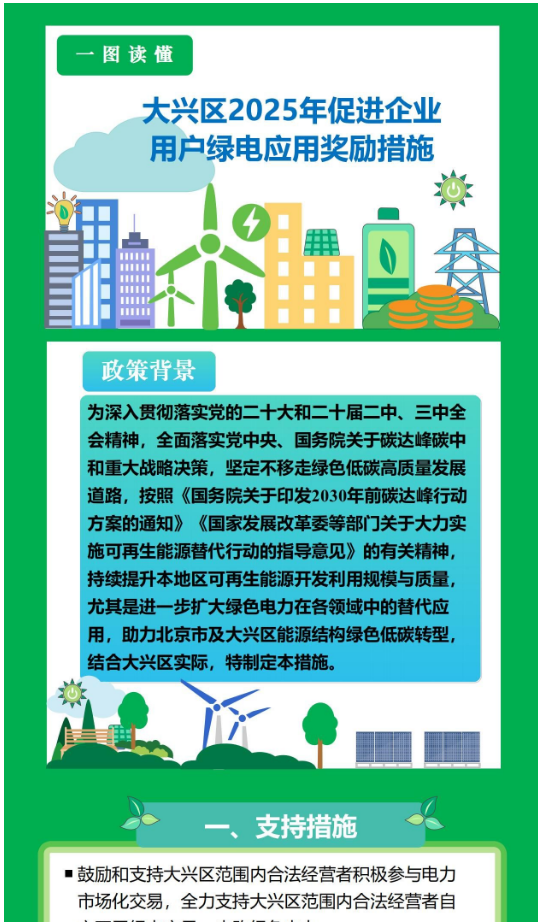 一图读懂
大兴区2025年促进企业
用户绿电应用奖励措施
政策背景
为深入贯彻落实党的二十大和二十届二中、三中全
会精神，全面落实党中央、国务院关于碳达峰碳中
和重大战略决策，坚定不移走绿色低碳高质量发展
道路，按照《国务院关于印发2030年前碳达峰行动
方案的通知》《国家发展改革委等部门关于大力实
施可再生能源替代行动的指导意见》的有关精神，
持续提升本地区可再生能源开发利用规模与质量，
尤其是进一步扩大绿色电力在各领域中的替代应
用，助力北京市及大兴区能源结构绿色低碳转型，
结合大兴区实际，特制定本措施。
一、支持措施
▪鼓励和支持大兴区范围内合法经营者积极参与电力
市场化交易，全力支持大兴区范围内合法经营者自